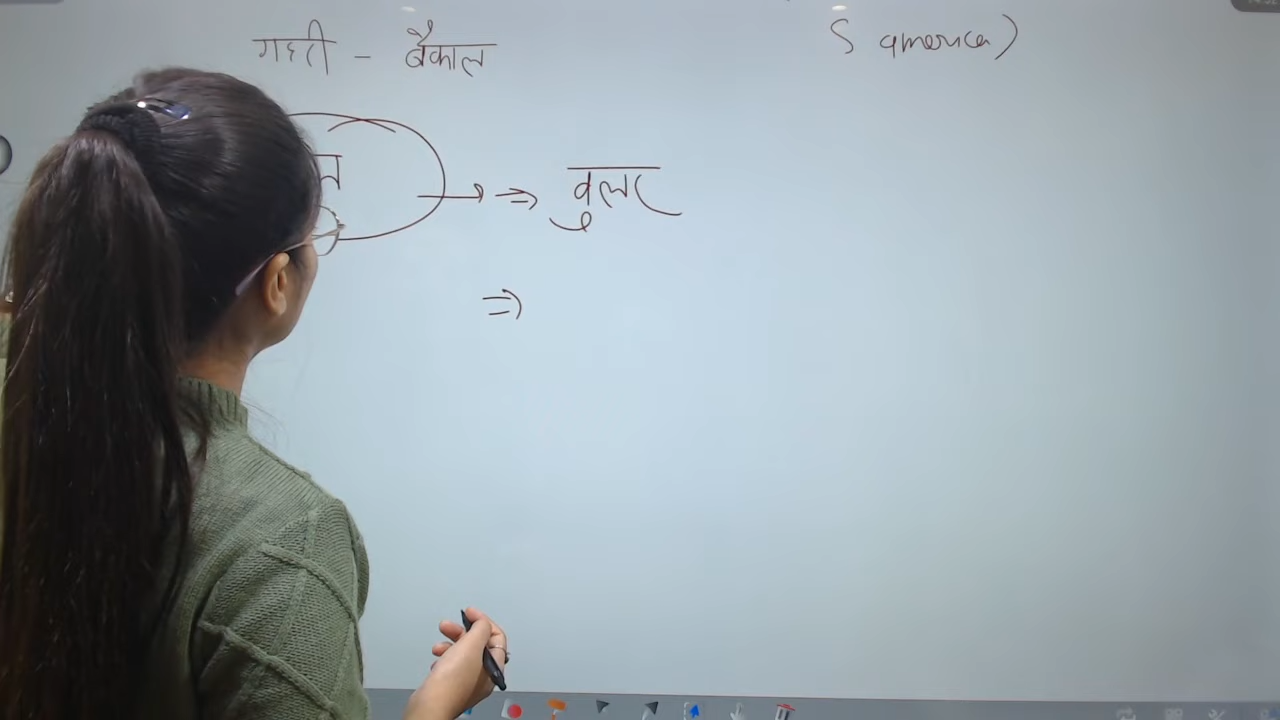 गहरी - बैकाल
S america)
→ ⇒ वुलर
⇒